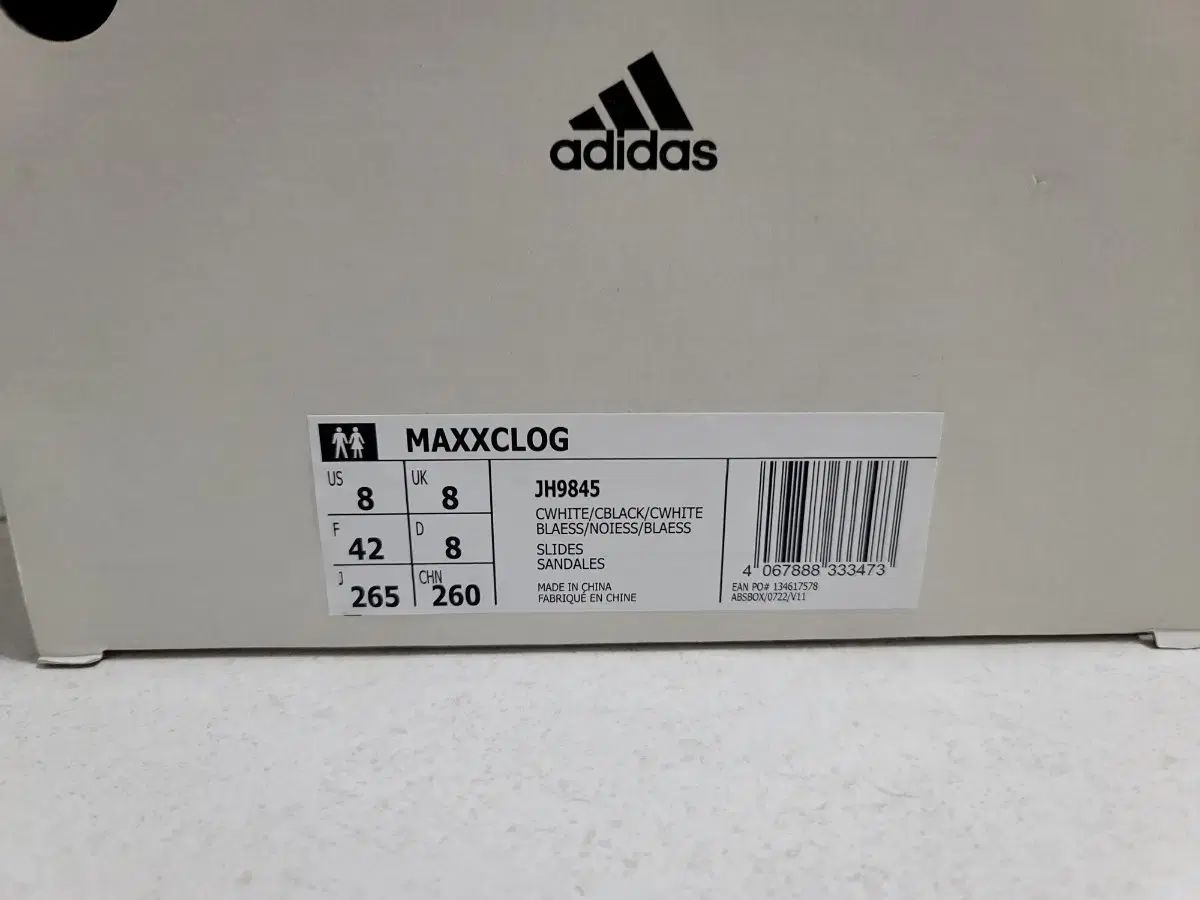 adidas
MAXXCLOG
US 8 UK 8
F 42 D 8
J 265 CHN 260
JH9845
CWHITE/CBLACK/CWHITE
BLAESS/NOIESS/BLAESS
SLIDES
SANDALES
MADE IN CHINA
FABRIQUÉ EN CHINE
4 067888 333473
EAN PO# 134617578
ABSBOX/0722/V11